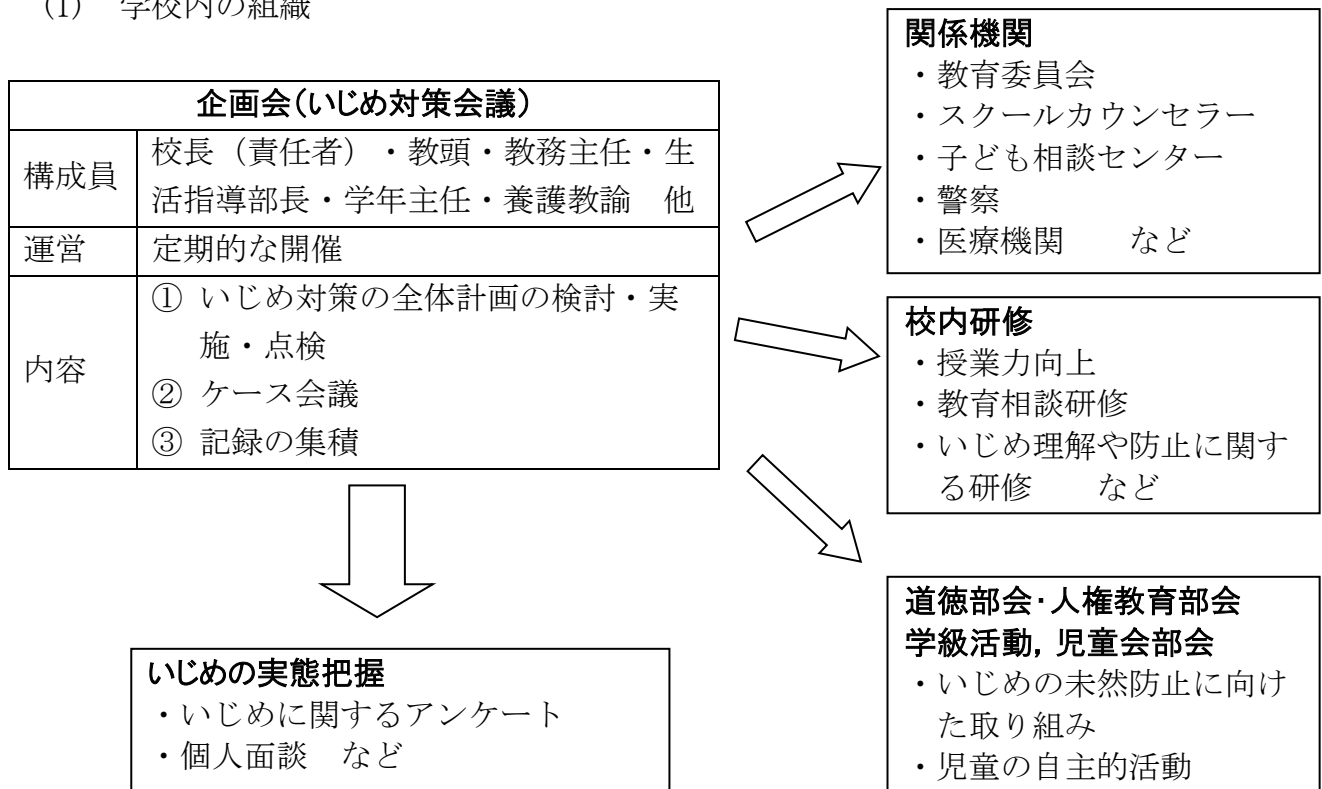 (1) 学校内の組織
企画会(いじめ対策会議)
構成員
校長（責任者）・教頭・教務主任・生
活指導部長・学年主任・養護教諭　他
運営
定期的な開催
内容
① いじめ対策の全体計画の検討・実
施・点検
② ケース会議
③ 記録の集積
関係機関
・教育委員会
・スクールカウンセラー
・子ども相談センター
・警察
・医療機関　　など
校内研修
・授業力向上
・教育相談研修
・いじめ理解や防止に関す
る研修　　など
道徳部会・人権教育部会
学級活動, 児童会部会
・いじめの未然防止に向け
た取り組み
・児童の自主的活動
いじめの実態把握
・いじめに関するアンケート
・個人面談　など